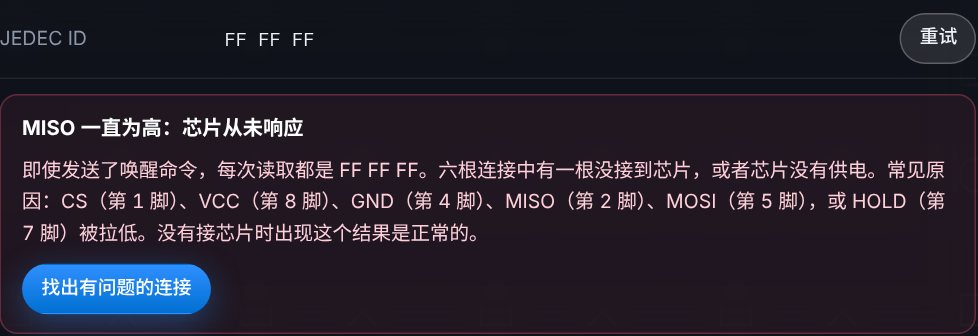 JEDEC ID FF FF FF 重试
MISO 一直为高：芯片从未响应
即使发送了唤醒命令，每次读取都是 FF FF FF。六根连接中有一根没接到芯片，或者芯片没有供电。常见原
因：CS（第 1 脚）、VCC（第 8 脚）、GND（第 4 脚）、MISO（第 2 脚）、MOSI（第 5 脚），或 HOLD（第
7 脚）被拉低。没有接芯片时出现这个结果是正常的。
找出有问题的连接